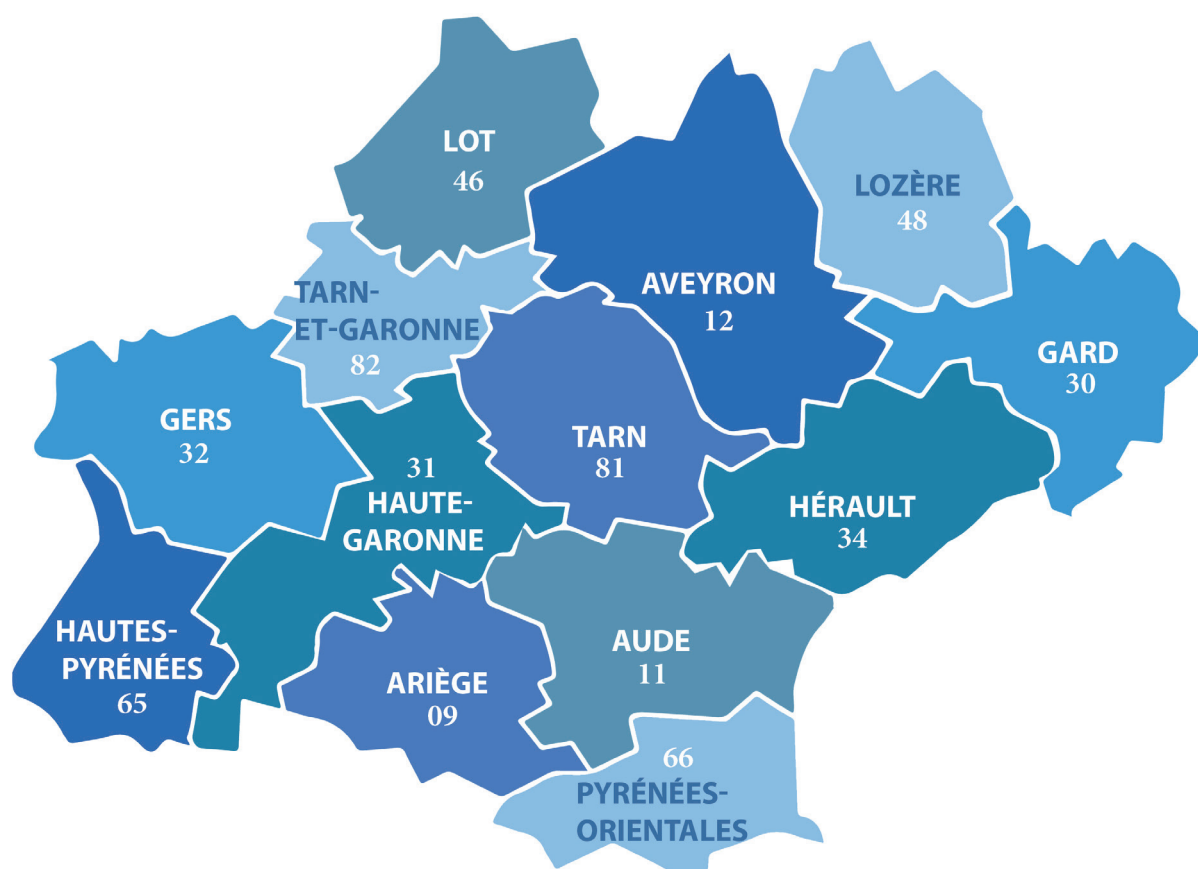 LOT
46
LOZÈRE
48
AVEYRON
12
TARN-
ET-GARONNE
82
GARD
30
GERS
32
TARN
81
31
HAUTE-
GARONNE
HÉRAULT
34
HAUTES-
PYRÉNÉES
65
AUDE
11
ARIÈGE
09
66
PYRÉNÉES-
ORIENTALES